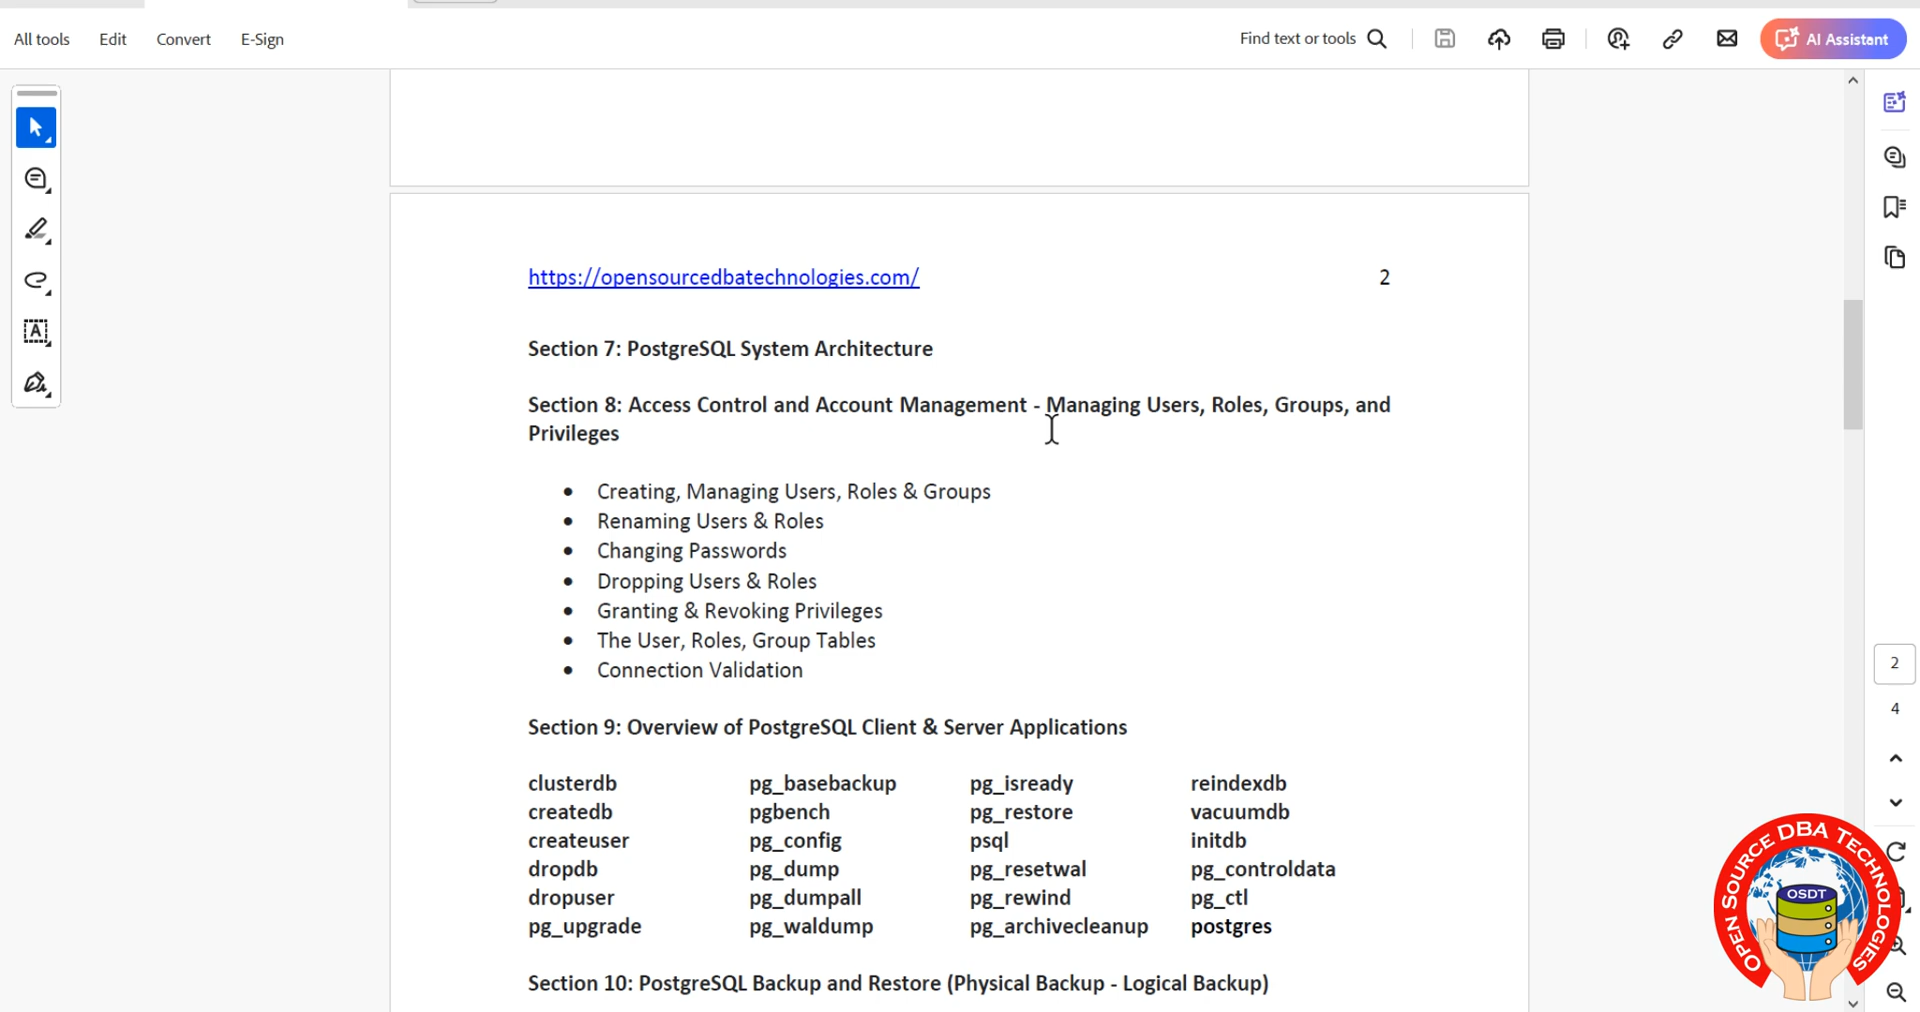 All tools Edit Convert E-Sign Find text or tools AI Assistant
https://opensourcedbatechnologies.com/ 2
Section 7: PostgreSQL System Architecture
Section 8: Access Control and Account Management - Managing Users, Roles, Groups, and
Privileges
• Creating, Managing Users, Roles & Groups
• Renaming Users & Roles
• Changing Passwords
• Dropping Users & Roles
• Granting & Revoking Privileges
• The User, Roles, Group Tables
• Connection Validation
Section 9: Overview of PostgreSQL Client & Server Applications
clusterdb pg_basebackup pg_isready reindexdb
createdb pgbench pg_restore vacuumdb
createuser pg_config psql initdb
dropdb pg_dump pg_resetwal pg_controldata
dropuser pg_dumpall pg_rewind pg_ctl
pg_upgrade pg_waldump pg_archivecleanup postgres
Section 10: PostgreSQL Backup and Restore (Physical Backup - Logical Backup)
2
4
OPEN SOURCE DBA TECHNOLOGIES
OSDT